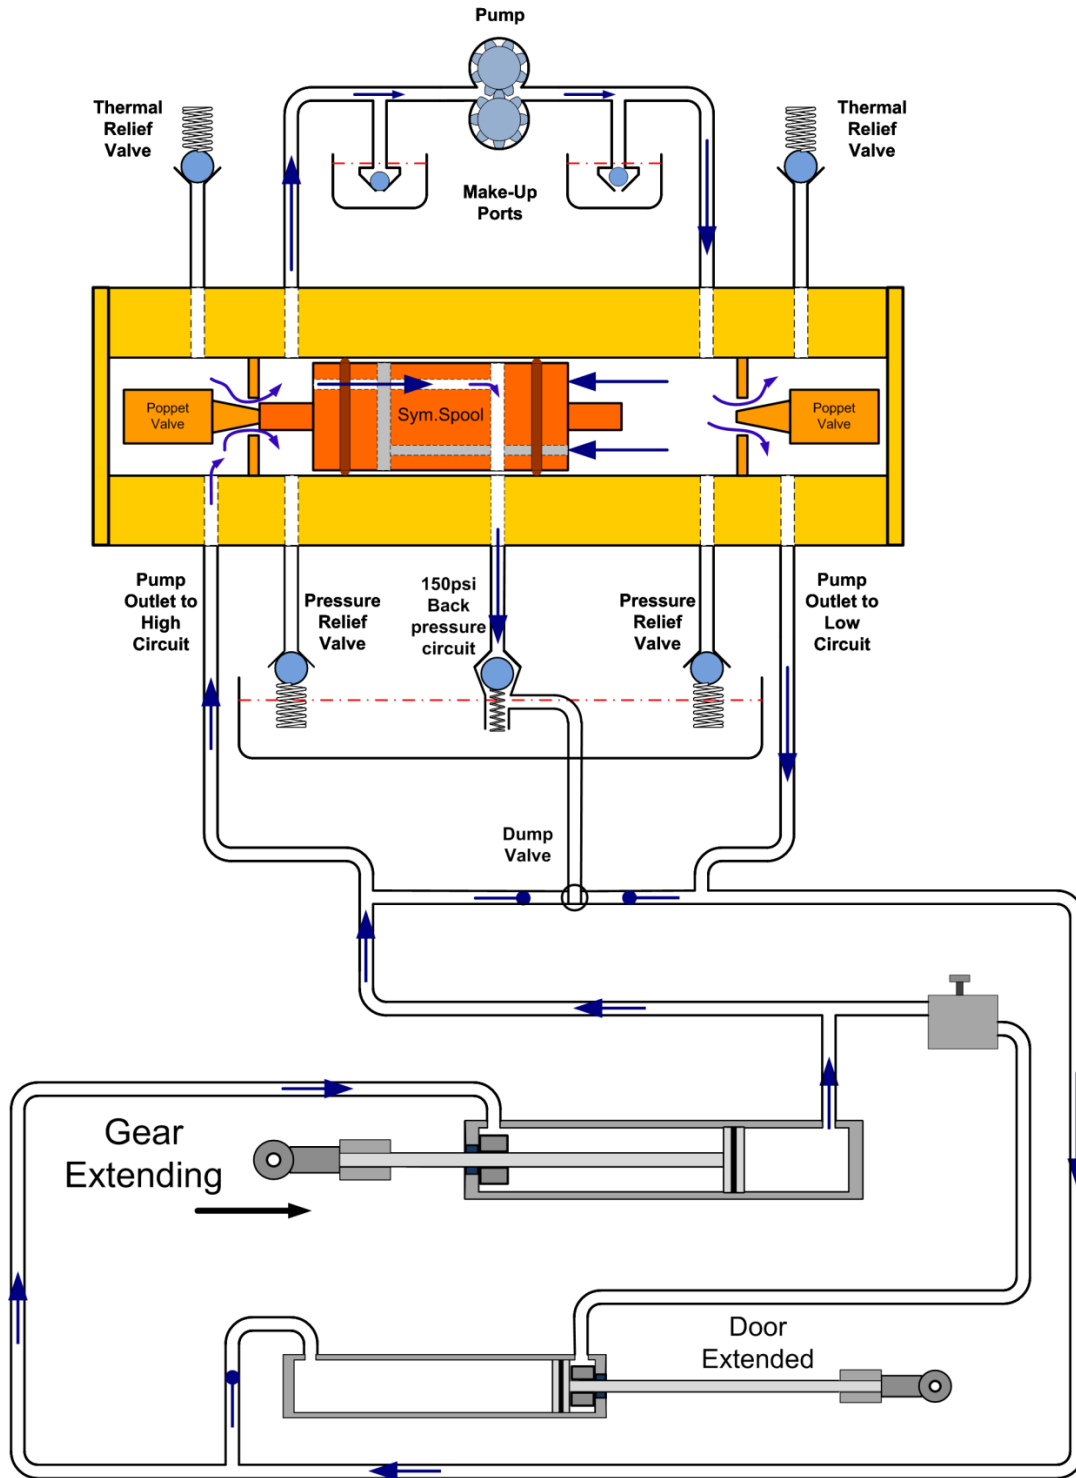 Pump
Thermal
Relief
Valve
Thermal
Relief
Valve
Make-Up
Ports
Poppet
Valve
Sym.Spool
Poppet
Valve
Pump
Outlet to
High
Circuit
Pressure
Relief
Valve
150psi
Back
pressure
circuit
Pressure
Relief
Valve
Pump
Outlet to
Low
Circuit
Dump
Valve
Gear
Extending
Door
Extended